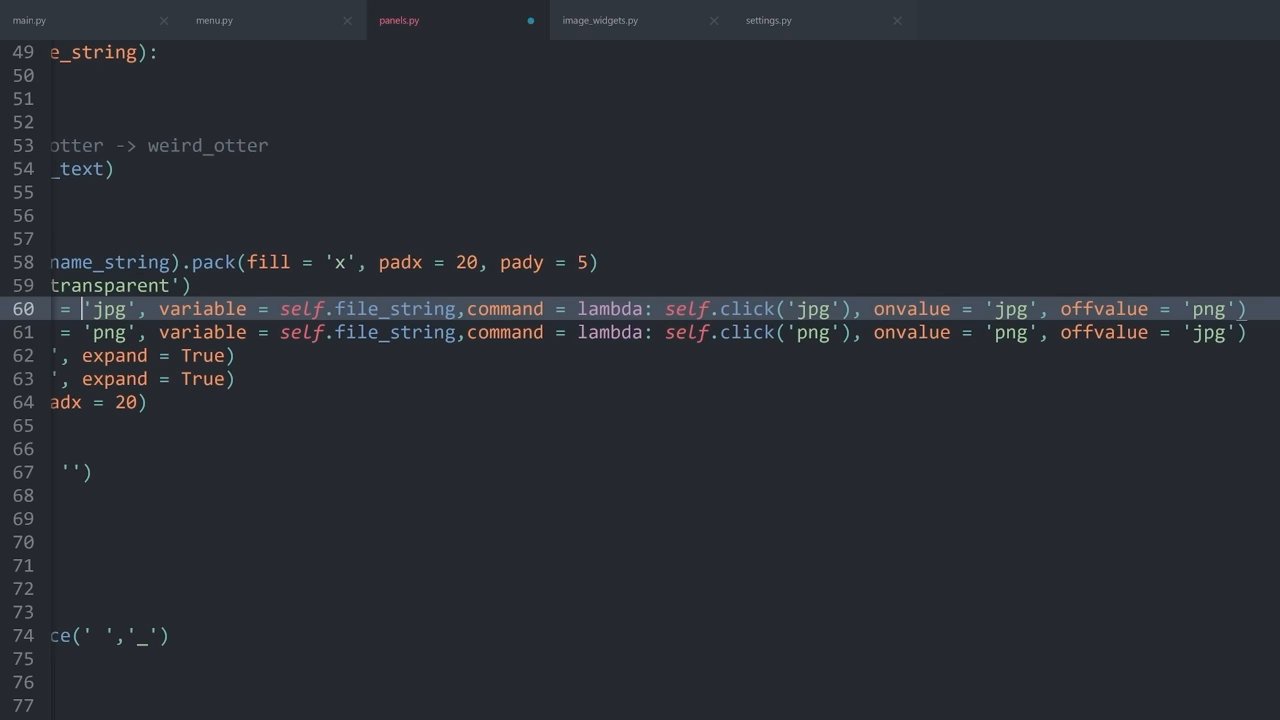 main.py menu.py panels.py image_widgets.py settings.py
49 e_string):
50
51
52
53 otter -> weird_otter
54 _text)
55
56
57
58 name_string).pack(fill = 'x', padx = 20, pady = 5)
59 transparent')
60 = 'jpg', variable = self.file_string,command = lambda: self.click('jpg'), onvalue = 'jpg', offvalue = 'png')
61 = 'png', variable = self.file_string,command = lambda: self.click('png'), onvalue = 'png', offvalue = 'jpg')
62 ', expand = True)
63 ', expand = True)
64 adx = 20)
65
66
67 '')
68
69
70
71
72
73
74 ce(' ','_')
75
76
77